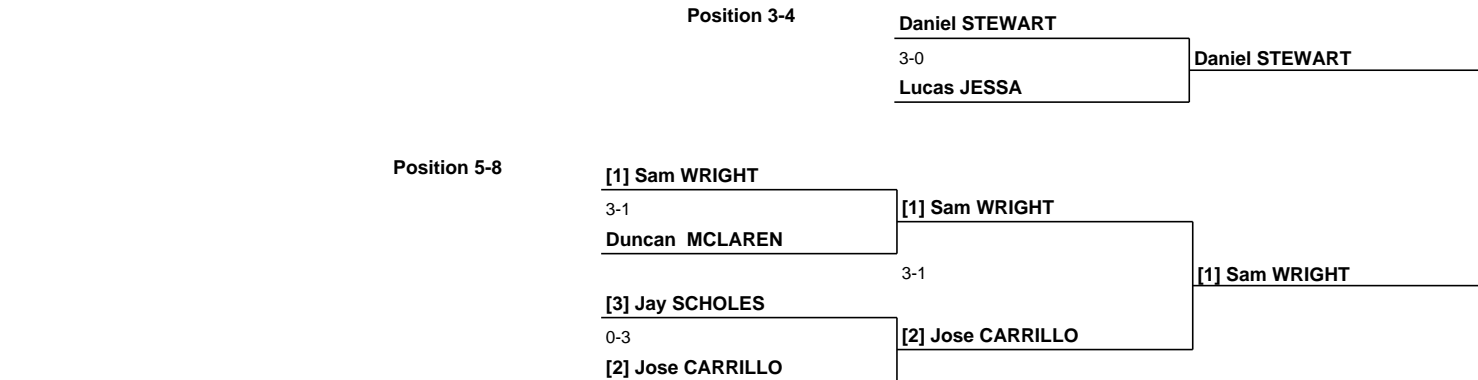 Position 3-4
Daniel STEWART
3-0
Daniel STEWART
Lucas JESSA
Position 5-8
[1] Sam WRIGHT
3-1
[1] Sam WRIGHT
Duncan  MCLAREN
3-1
[1] Sam WRIGHT
[3] Jay SCHOLES
0-3
[2] Jose CARRILLO
[2] Jose CARRILLO